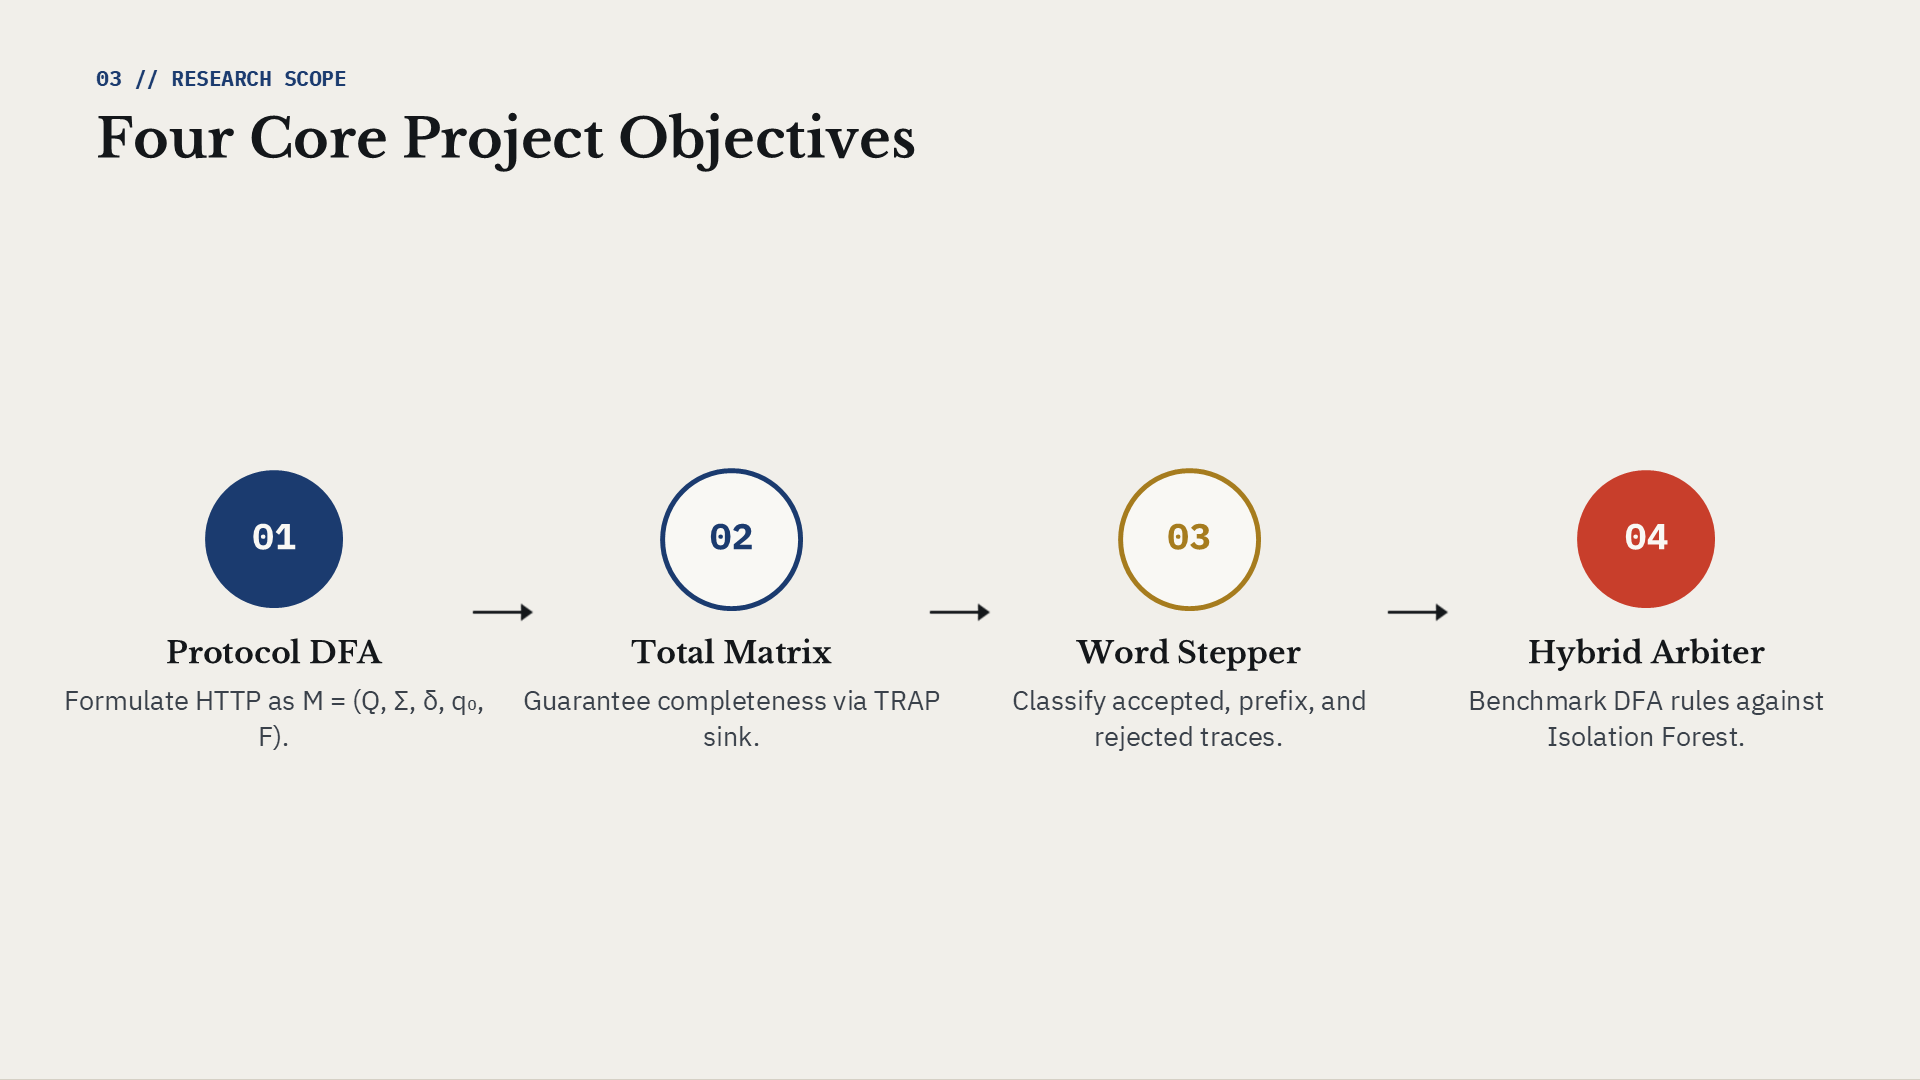 03 // RESEARCH SCOPE
Four Core Project Objectives
01
Protocol DFA
Formulate HTTP as M = (Q, Σ, δ, q₀,
F).
02
Total Matrix
Guarantee completeness via TRAP
sink.
03
Word Stepper
Classify accepted, prefix, and
rejected traces.
04
Hybrid Arbiter
Benchmark DFA rules against
Isolation Forest.